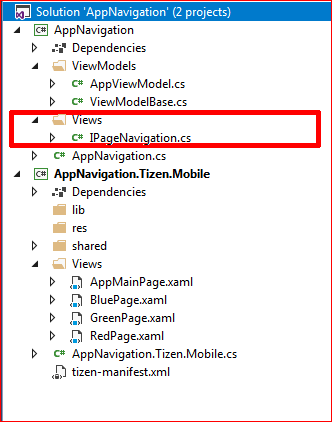 Solution 'AppNavigation' (2 projects)
C# AppNavigation
Dependencies
ViewModels
C# AppViewModel.cs
C# ViewModelBase.cs
Views
C# IPageNavigation.cs
C# AppNavigation.cs
C# AppNavigation.Tizen.Mobile
Dependencies
lib
res
shared
Views
AppMainPage.xaml
BluePage.xaml
GreenPage.xaml
RedPage.xaml
C# AppNavigation.Tizen.Mobile.cs
tizen-manifest.xml